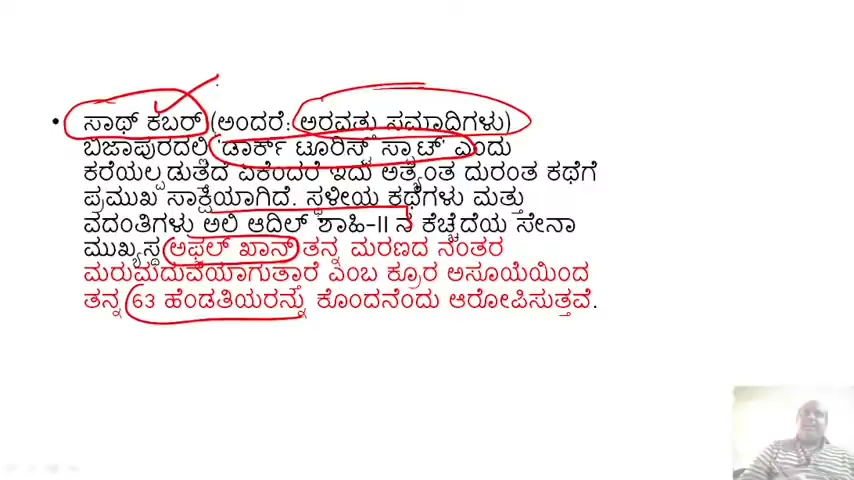 • ಸಾಥ್ ಕಬರ್ (ಅಂದರೆ: ಅರವತ್ತು ಸಮಾಧಿಗಳು)
ಬಿಜಾಪುರದಲ್ಲಿ 'ಡಾರ್ಕ್ ಟೂರಿಸ್ಟ್ ಸ್ಪಾಟ್' ಎಂದು
ಕರೆಯಲ್ಪಡುತ್ತದೆ ಏಕೆಂದರೆ ಇದು ಅತ್ಯಂತ ದುರಂತ ಕಥೆಗೆ
ಪ್ರಮುಖ ಸಾಕ್ಷಿಯಾಗಿದೆ. ಸ್ಥಳೀಯ ಕಥೆಗಳು ಮತ್ತು
ವದಂತಿಗಳು ಅಲಿ ಆದಿಲ್ ಶಾಹಿ-II ನ ಕೆಚ್ಚೆದೆಯ ಸೇನಾ
ಮುಖ್ಯಸ್ಥ ಅಫ್ಜಲ್ ಖಾನ್ ತನ್ನ ಮರಣದ ನಂತರ
ಮರುಮದುವೆಯಾಗುತ್ತಾರೆ ಎಂಬ ಕ್ರೂರ ಅಸೂಯೆಯಿಂದ
ತನ್ನ 63 ಹೆಂಡತಿಯರನ್ನು ಕೊಂದನೆಂದು ಆರೋಪಿಸುತ್ತವೆ.